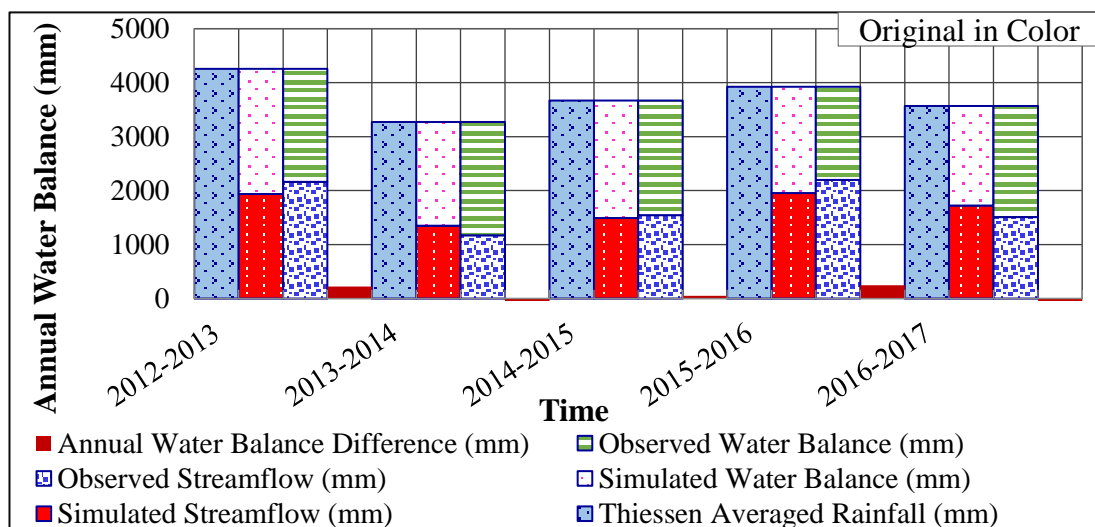 Original in Color
Annual Water Balance (mm)
5000
4000
3000
2000
1000
0
2012-2013
2013-2014
2014-2015
2015-2016
2016-2017
Time
Annual Water Balance Difference (mm)
Observed Water Balance (mm)
Observed Streamflow (mm)
Simulated Water Balance (mm)
Simulated Streamflow (mm)
Thiessen Averaged Rainfall (mm)